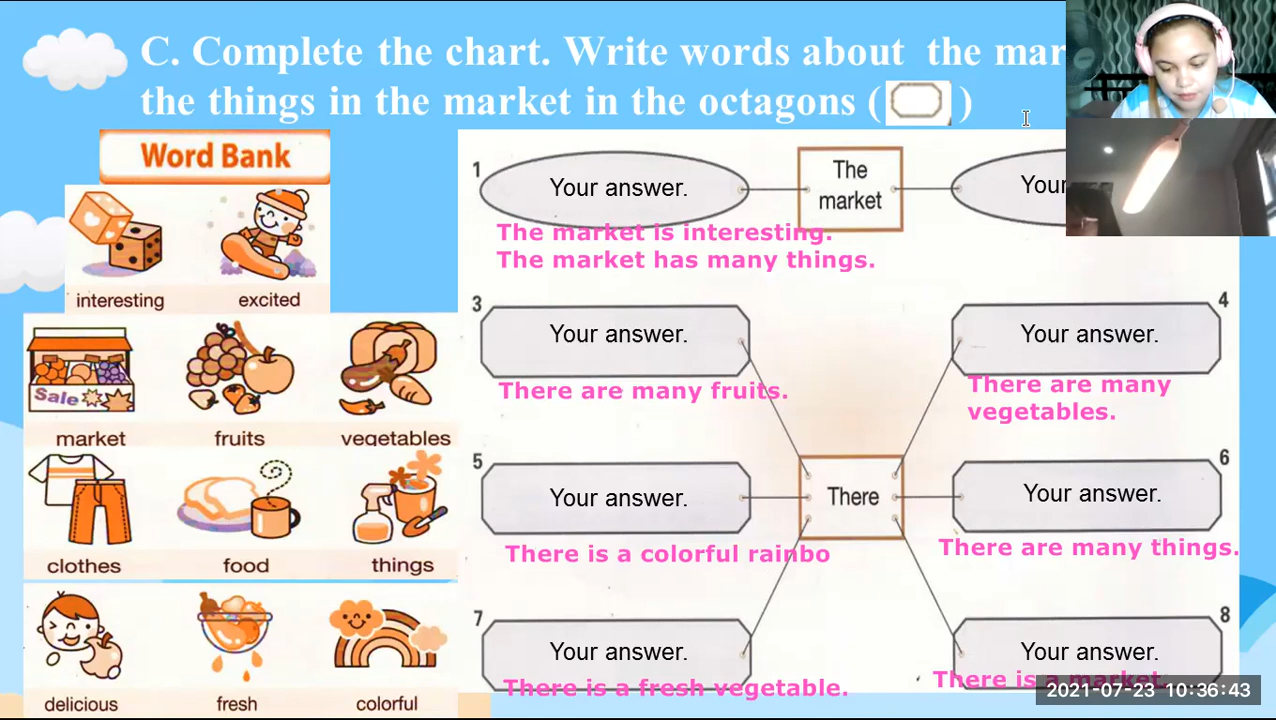 C. Complete the chart. Write words about the mar
the things in the market in the octagons ( )
Word Bank
interesting excited
market fruits vegetables
Sale
clothes food things
delicious fresh colorful
1
Your answer.
The
market
Your
The market is interesting.
The market has many things.
3
Your answer.
There are many fruits.
4
Your answer.
There are many
vegetables.
5
Your answer.
There is a colorful rainbo
There
6
Your answer.
There are many things.
7
Your answer.
There is a fresh vegetable.
8
Your answer.
There is a market.
2021-07-23 10:36:43